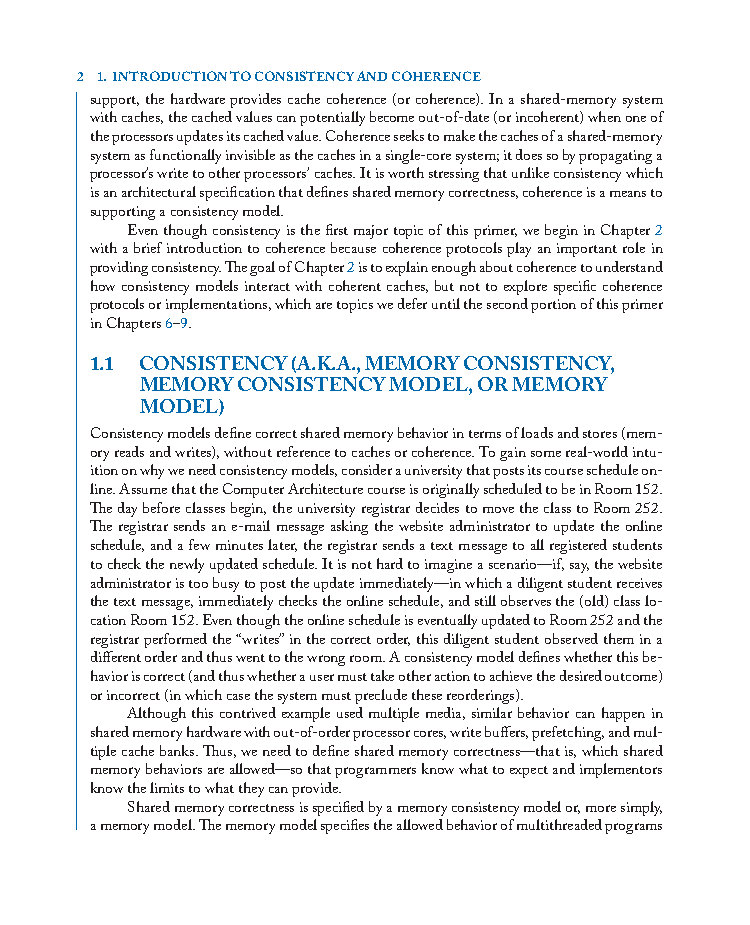 2 1. INTRODUCTION TO CONSISTENCY AND COHERENCE
support, the hardware provides cache coherence (or coherence). In a shared-memory system
with caches, the cached values can potentially become out-of-date (or incoherent) when one of
the processors updates its cached value. Coherence seeks to make the caches of a shared-memory
system as functionally invisible as the caches in a single-core system; it does so by propagating a
processor's write to other processors' caches. It is worth stressing that unlike consistency which
is an architectural specification that defines shared memory correctness, coherence is a means to
supporting a consistency model.
Even though consistency is the first major topic of this primer, we begin in Chapter 2
with a brief introduction to coherence because coherence protocols play an important role in
providing consistency. The goal of Chapter 2 is to explain enough about coherence to understand
how consistency models interact with coherent caches, but not to explore specific coherence
protocols or implementations, which are topics we defer until the second portion of this primer
in Chapters 6–9.
1.1 CONSISTENCY (A.K.A., MEMORY CONSISTENCY,
MEMORY CONSISTENCY MODEL, OR MEMORY
MODEL)
Consistency models define correct shared memory behavior in terms of loads and stores (mem-
ory reads and writes), without reference to caches or coherence. To gain some real-world intu-
ition on why we need consistency models, consider a university that posts its course schedule on-
line. Assume that the Computer Architecture course is originally scheduled to be in Room 152.
The day before classes begin, the university registrar decides to move the class to Room 252.
The registrar sends an e-mail message asking the website administrator to update the online
schedule, and a few minutes later, the registrar sends a text message to all registered students
to check the newly updated schedule. It is not hard to imagine a scenario—if, say, the website
administrator is too busy to post the update immediately—in which a diligent student receives
the text message, immediately checks the online schedule, and still observes the (old) class lo-
cation Room 152. Even though the online schedule is eventually updated to Room 252 and the
registrar performed the “writes” in the correct order, this diligent student observed them in a
different order and thus went to the wrong room. A consistency model defines whether this be-
havior is correct (and thus whether a user must take other action to achieve the desired outcome)
or incorrect (in which case the system must preclude these reorderings).
Although this contrived example used multiple media, similar behavior can happen in
shared memory hardware with out-of-order processor cores, write buffers, prefetching, and mul-
tiple cache banks. Thus, we need to define shared memory correctness—that is, which shared
memory behaviors are allowed—so that programmers know what to expect and implementors
know the limits to what they can provide.
Shared memory correctness is specified by a memory consistency model or, more simply,
a memory model. The memory model specifies the allowed behavior of multithreaded programs